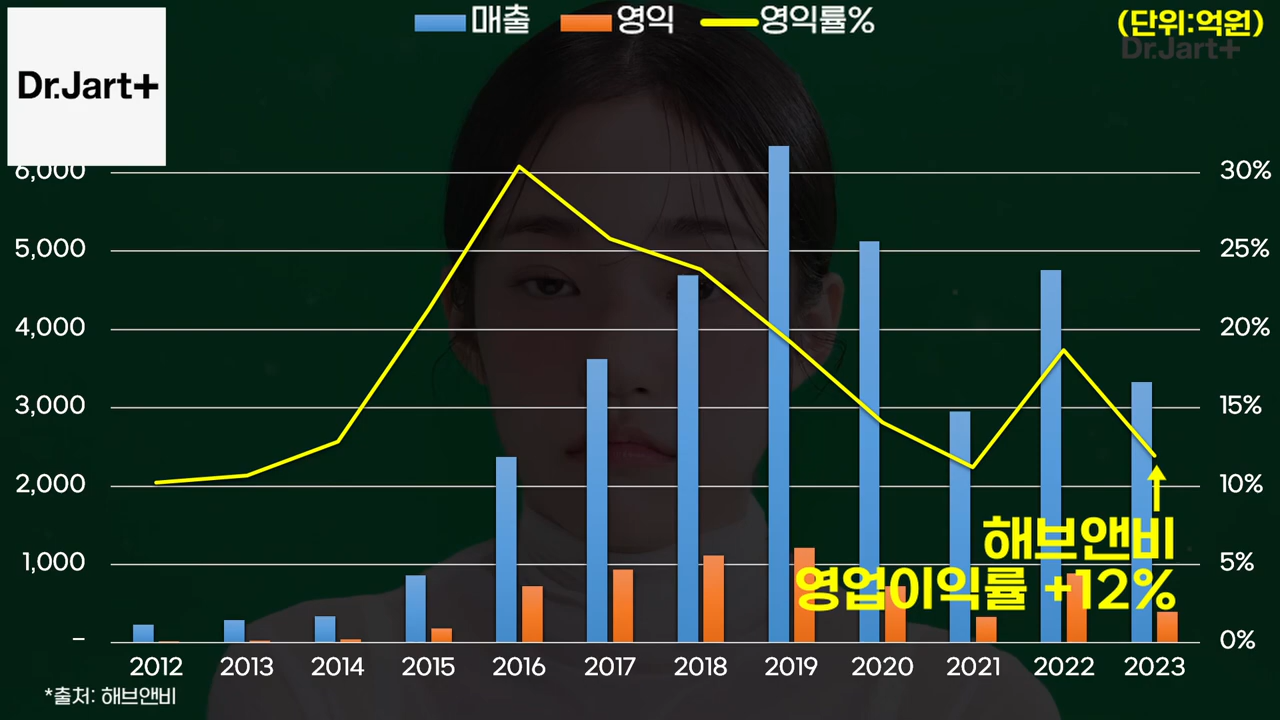 매출 영익 영익률% (단위:억원)
Dr.Jart+
Dr.Jart+
6,000 30%
5,000 25%
4,000 20%
3,000 15%
2,000 10%
해브앤비
1,000 5%
영업이익률 +12%
– 0%
2012 2013 2014 2015 2016 2017 2018 2019 2020 2021 2022 2023
*출처: 해브앤비